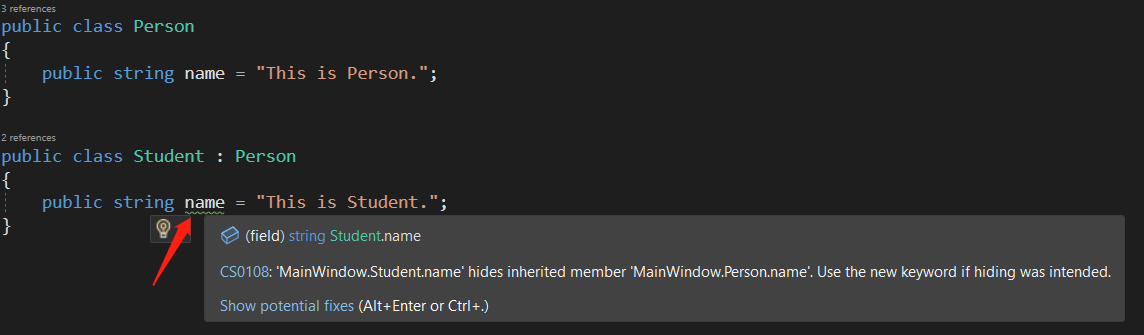 3 references
public class Person
{
public string name = "This is Person.";
}
2 references
public class Student : Person
{
public string name = "This is Student.";
}
(field) string Student.name
CS0108: 'MainWindow.Student.name' hides inherited member 'MainWindow.Person.name'. Use the new keyword if hiding was intended.
Show potential fixes (Alt+Enter or Ctrl+.)